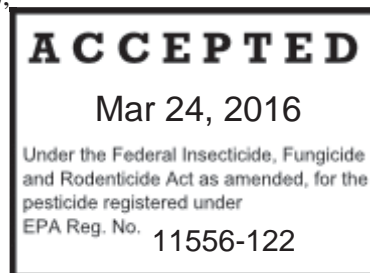 ACCEPTED
Mar 24, 2016
Under the Federal Insecticide, Fungicide
and Rodenticide Act as amended, for the
pesticide registered under
EPA Reg. No. 11556-122